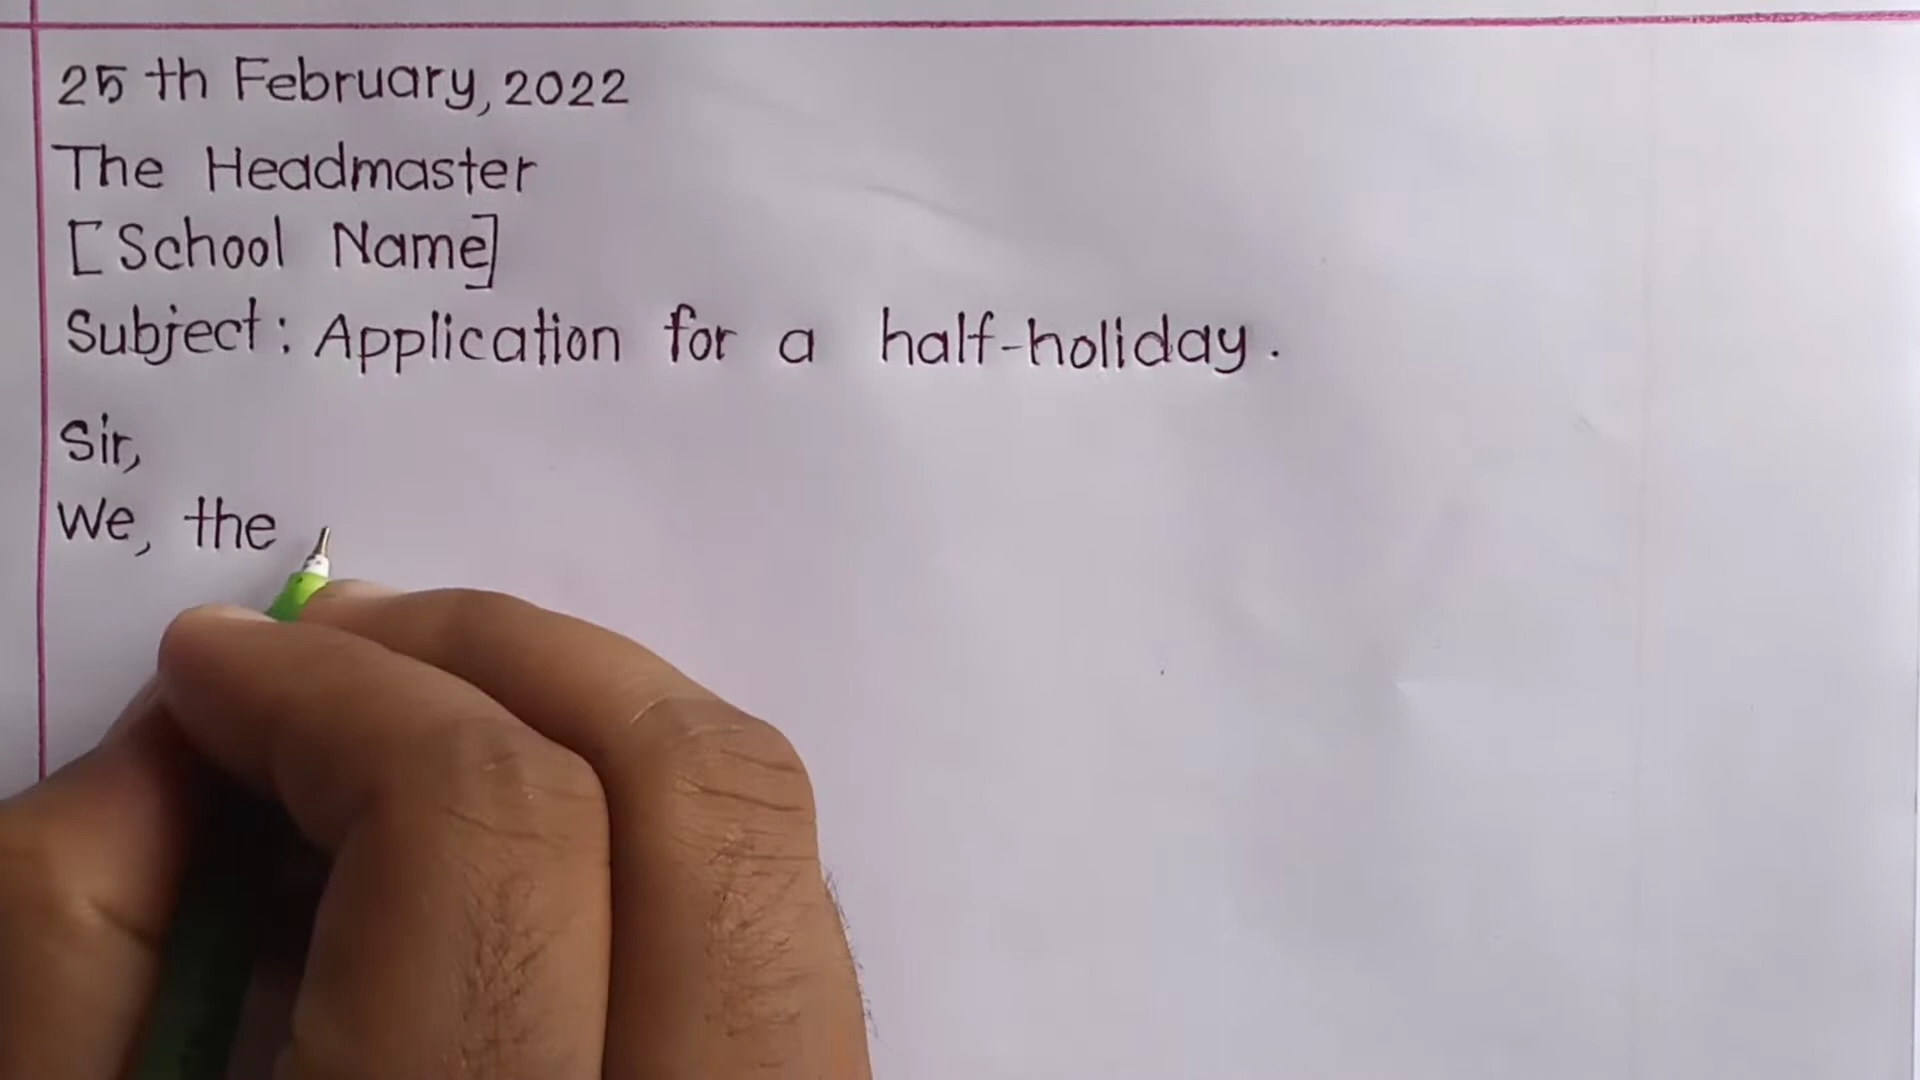 25 th February, 2022
The Headmaster
[School Name]
Subject: Application for a half-holiday.
Sir,
We, the